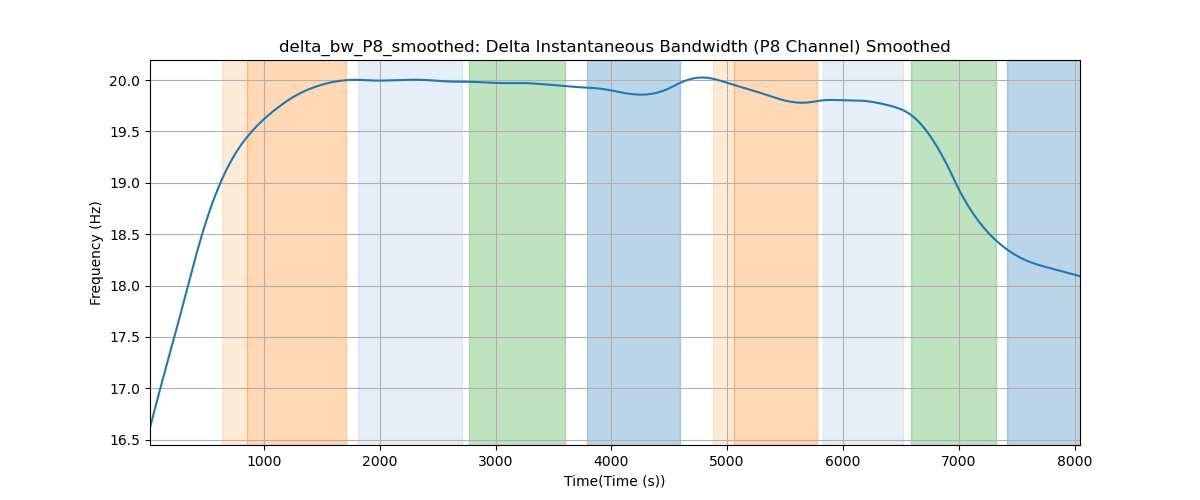 delta_bw_P8_smoothed: Delta Instantaneous Bandwidth (P8 Channel) Smoothed
20.0
19.5
19.0
18.5
18.0
17.5
17.0
16.5
Frequency (Hz)
1000 2000 3000 4000 5000 6000 7000 8000
Time(Time (s))